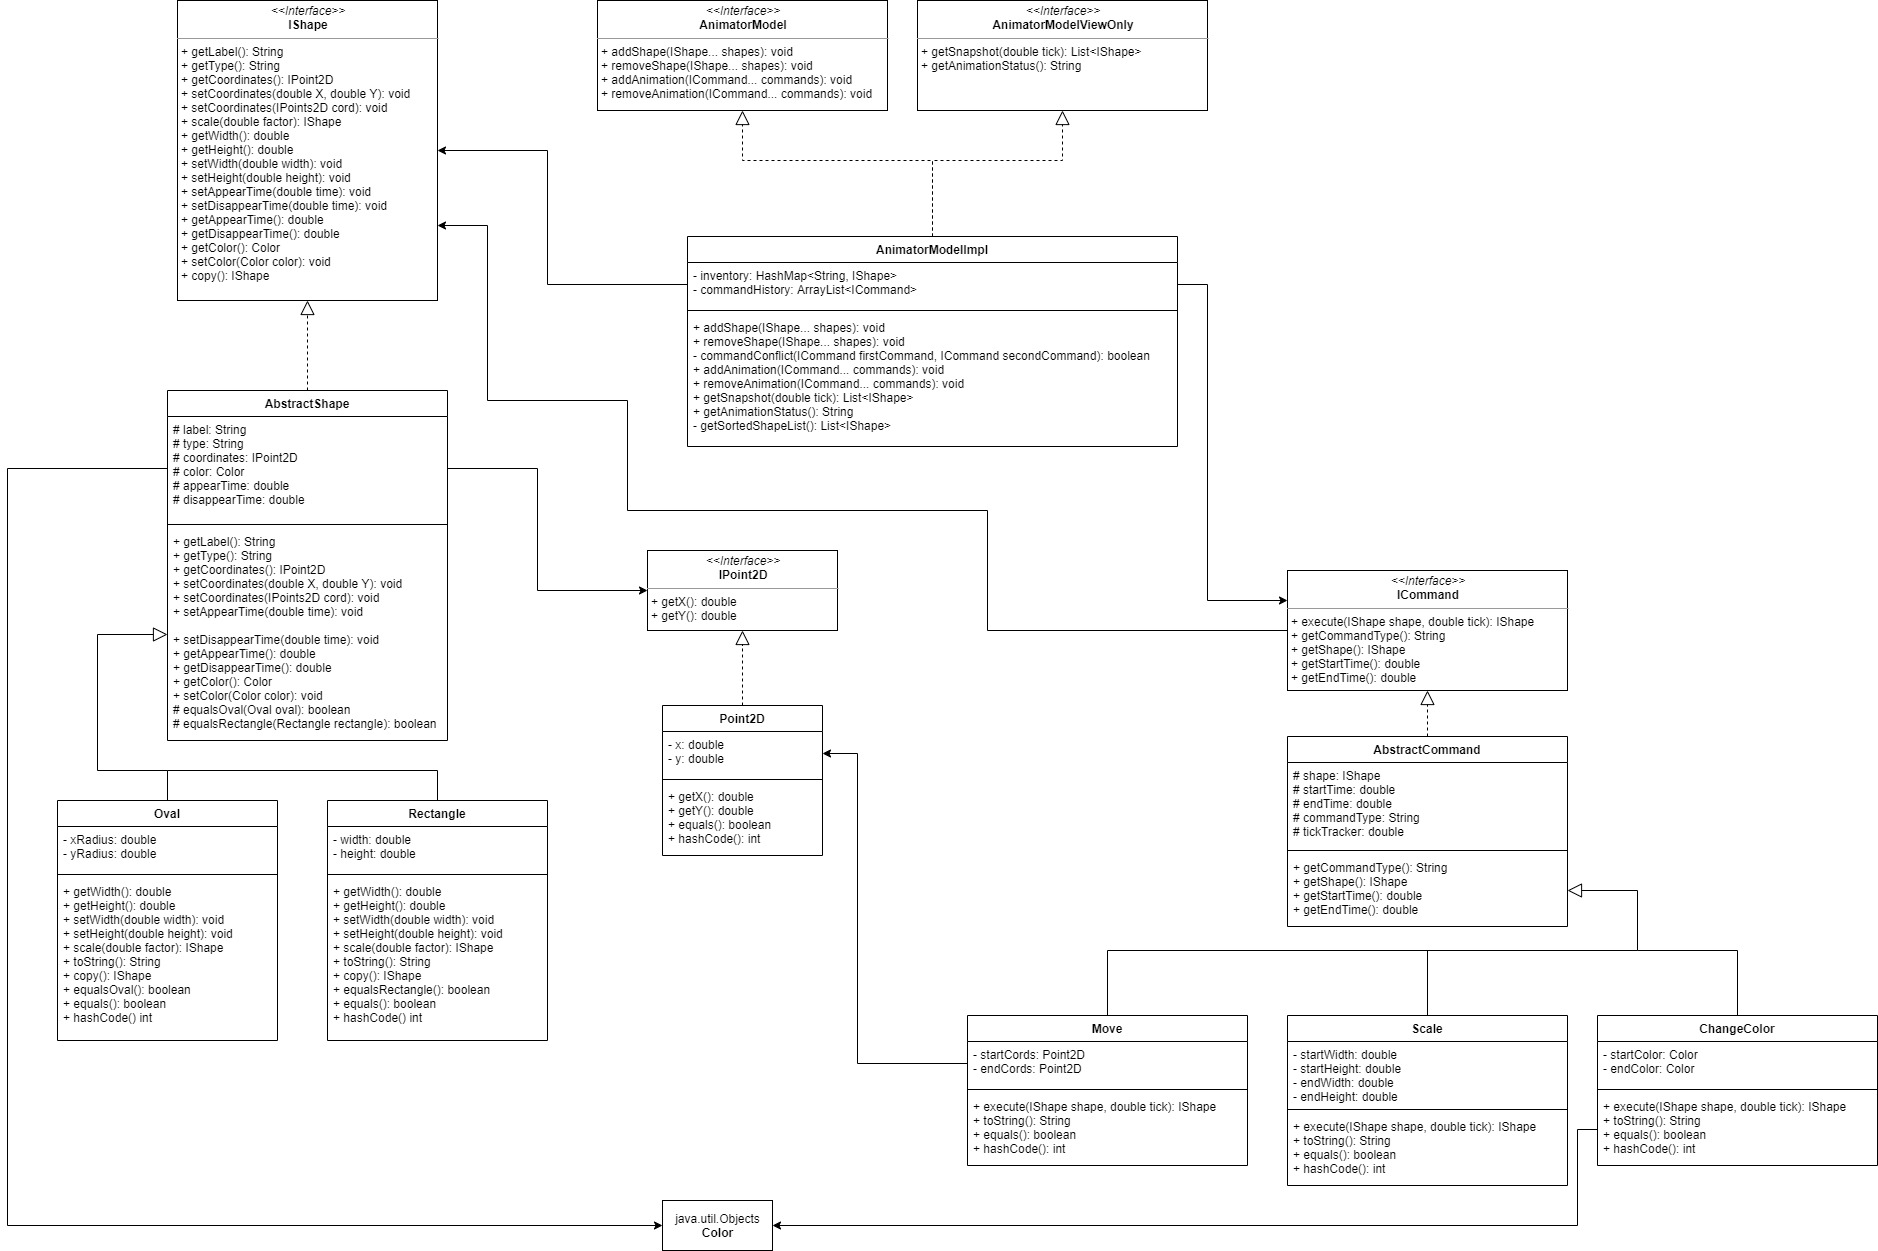 <<Interface>>
IShape
+ getLabel(): String
+ getType(): String
+ getCoordinates(): IPoint2D
+ setCoordinates(double X, double Y): void
+ setCoordinates(IPoints2D cord): void
+ scale(double factor): IShape
+ getWidth(): double
+ getHeight(): double
+ setWidth(double width): void
+ setHeight(double height): void
+ setAppearTime(double time): void
+ setDisappearTime(double time): void
+ getAppearTime(): double
+ getDisappearTime(): double
+ getColor(): Color
+ setColor(Color color): void
+ copy(): IShape
<<Interface>>
AnimatorModel
+ addShape(IShape... shapes): void
+ removeShape(IShape... shapes): void
+ addAnimation(ICommand... commands): void
+ removeAnimation(ICommand... commands): void
<<Interface>>
AnimatorModelViewOnly
+ getSnapshot(double tick): List<IShape>
+ getAnimationStatus(): String
AnimatorModelImpl
- inventory: HashMap<String, IShape>
- commandHistory: ArrayList<ICommand>
+ addShape(IShape... shapes): void
+ removeShape(IShape... shapes): void
- commandConflict(ICommand firstCommand, ICommand secondCommand): boolean
+ addAnimation(ICommand... commands): void
+ removeAnimation(ICommand... commands): void
+ getSnapshot(double tick): List<IShape>
+ getAnimationStatus(): String
- getSortedShapeList(): List<IShape>
AbstractShape
# label: String
# type: String
# coordinates: IPoint2D
# color: Color
# appearTime: double
# disappearTime: double
+ getLabel(): String
+ getType(): String
+ getCoordinates(): IPoint2D
+ setCoordinates(double X, double Y): void
+ setCoordinates(IPoints2D cord): void
+ setAppearTime(double time): void
+ setDisappearTime(double time): void
+ getAppearTime(): double
+ getDisappearTime(): double
+ getColor(): Color
+ setColor(Color color): void
# equalsOval(Oval oval): boolean
# equalsRectangle(Rectangle rectangle): boolean
<<Interface>>
IPoint2D
+ getX(): double
+ getY(): double
<<Interface>>
ICommand
+ execute(IShape shape, double tick): IShape
+ getCommandType(): String
+ getShape(): IShape
+ getStartTime(): double
+ getEndTime(): double
Point2D
- x: double
- y: double
+ getX(): double
+ getY(): double
+ equals(): boolean
+ hashCode(): int
AbstractCommand
# shape: IShape
# startTime: double
# endTime: double
# commandType: String
# tickTracker: double
+ getCommandType(): String
+ getShape(): IShape
+ getStartTime(): double
+ getEndTime(): double
Oval
- xRadius: double
- yRadius: double
+ getWidth(): double
+ getHeight(): double
+ setWidth(double width): void
+ setHeight(double height): void
+ scale(double factor): IShape
+ toString(): String
+ copy(): IShape
+ equalsOval(): boolean
+ equals(): boolean
+ hashCode() int
Rectangle
- width: double
- height: double
+ getWidth(): double
+ getHeight(): double
+ setWidth(double width): void
+ setHeight(double height): void
+ scale(double factor): IShape
+ toString(): String
+ copy(): IShape
+ equalsRectangle(): boolean
+ equals(): boolean
+ hashCode() int
Move
- startCords: Point2D
- endCords: Point2D
+ execute(IShape shape, double tick): IShape
+ toString(): String
+ equals(): boolean
+ hashCode(): int
Scale
- startWidth: double
- startHeight: double
- endWidth: double
- endHeight: double
+ execute(IShape shape, double tick): IShape
+ toString(): String
+ equals(): boolean
+ hashCode(): int
ChangeColor
- startColor: Color
- endColor: Color
+ execute(IShape shape, double tick): IShape
+ toString(): String
+ equals(): boolean
+ hashCode(): int
java.util.Objects
Color